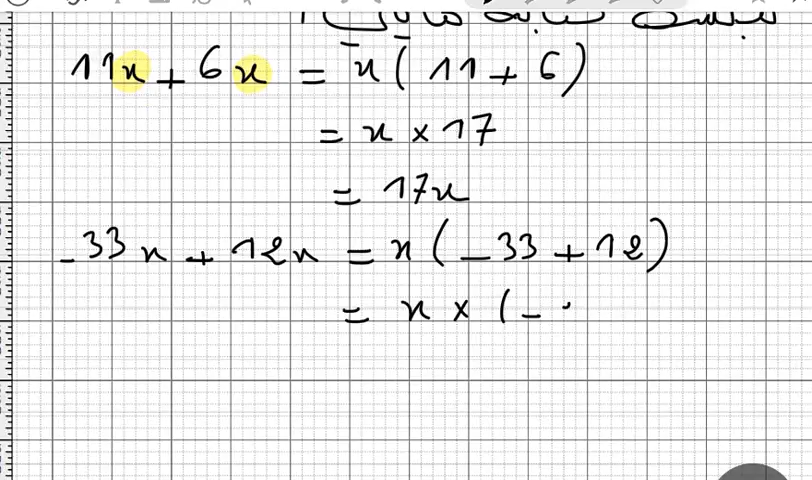 11x + 6x = x( 11 + 6)
= x × 17
= 17x
-33x + 12x = x(-33 + 12)
= x × (-